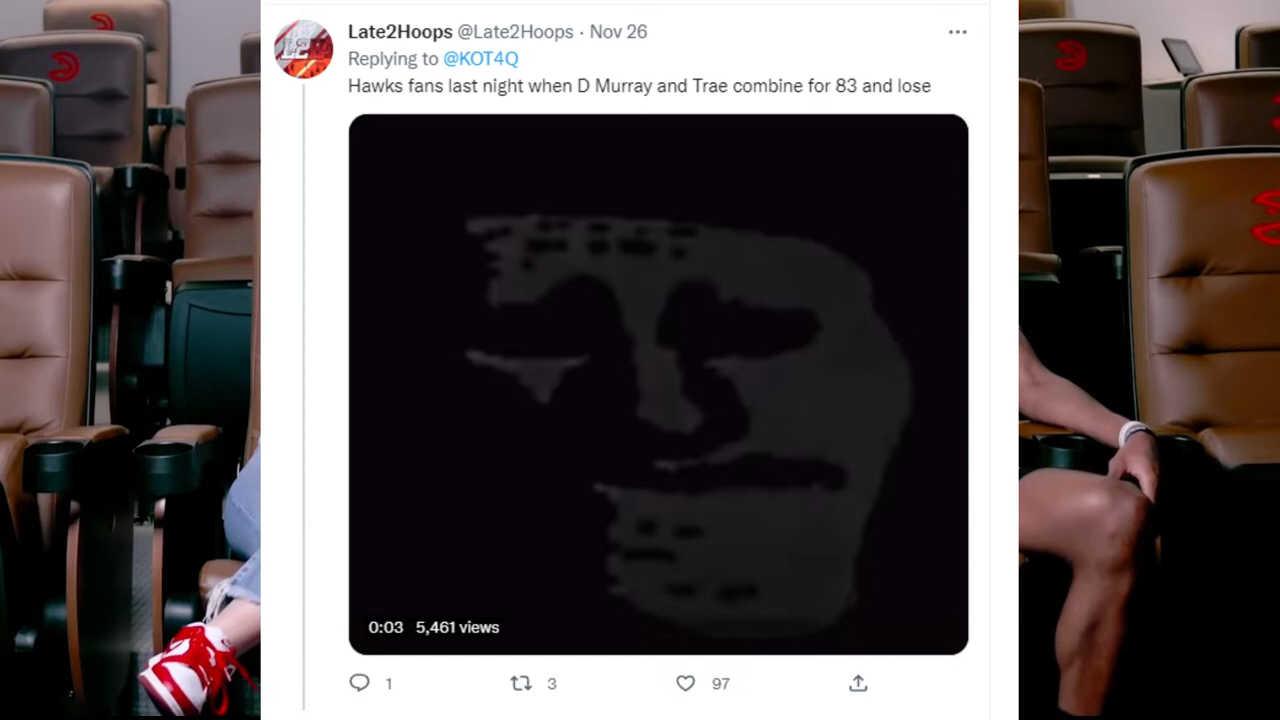 Late2Hoops @Late2Hoops · Nov 26
Replying to @KOT4Q
Hawks fans last night when D Murray and Trae combine for 83 and lose
0:03 5,461 views
1 3 97